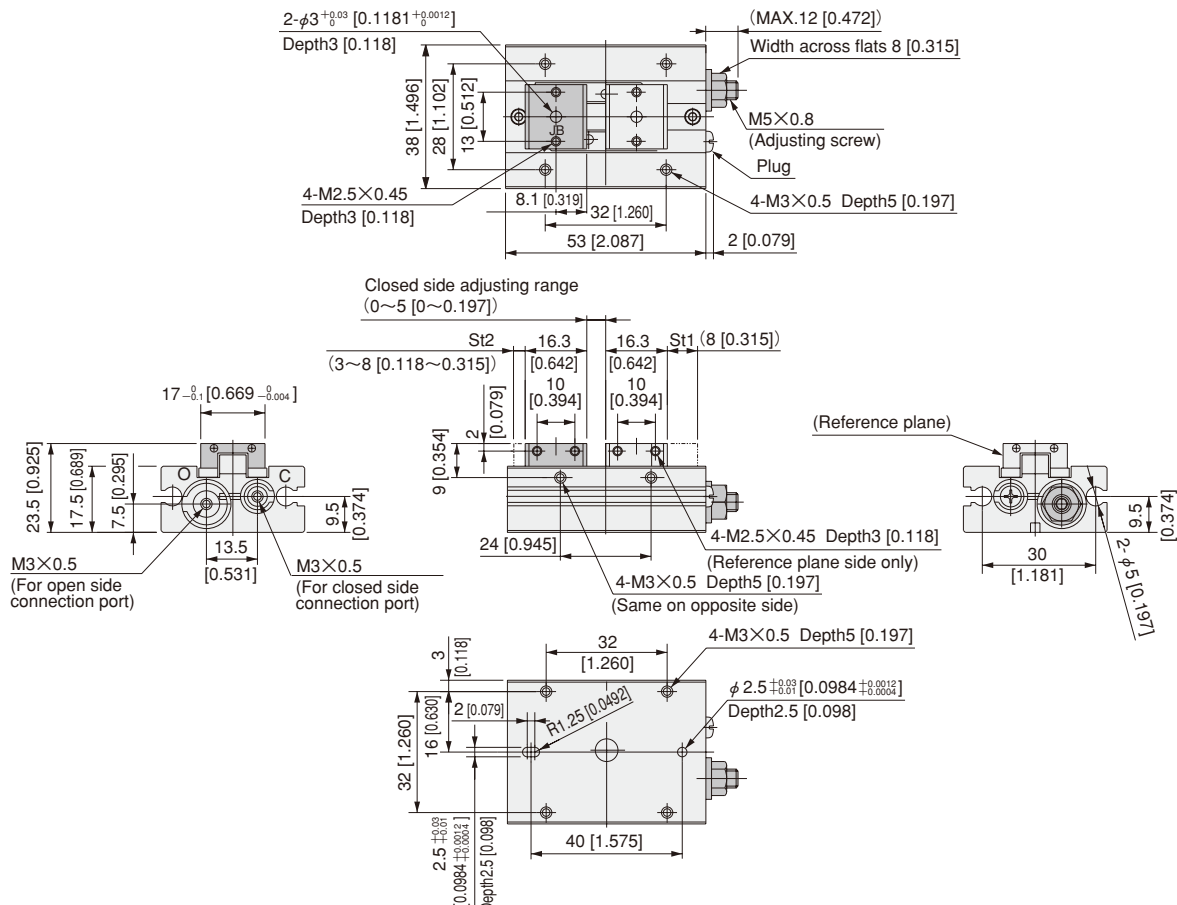 2-φ3 +0.03 0 [0.1181 +0.0012 0]
Depth3 [0.118]
(MAX.12 [0.472])
Width across flats 8 [0.315]
38 [1.496]
28 [1.102]
13 [0.512]
JB
M5×0.8
(Adjusting screw)
Plug
4-M2.5×0.45
Depth3 [0.118]
8.1 [0.319]
32 [1.260]
4-M3×0.5 Depth5 [0.197]
53 [2.087]
2 [0.079]
Closed side adjusting range
(0~5 [0~0.197])
St2
(3~8 [0.118~0.315])
16.3
[0.642]
16.3
[0.642]
St1 (8 [0.315])
10
[0.394]
10
[0.394]
2
[0.079]
9 [0.354]
17 0 -0.1 [0.669 0 -0.004]
23.5 [0.925]
17.5 [0.689]
7.5 [0.295]
O
C
9.5
[0.374]
13.5
[0.531]
M3×0.5
(For open side
connection port)
M3×0.5
(For closed side
connection port)
24 [0.945]
4-M2.5×0.45 Depth3 [0.118]
(Reference plane side only)
4-M3×0.5 Depth5 [0.197]
(Same on opposite side)
(Reference plane)
9.5
[0.374]
30
[1.181]
2-φ5 [0.197]
3
[0.118]
32
[1.260]
4-M3×0.5 Depth5 [0.197]
φ2.5 +0.03 +0.01 [0.0984 +0.0012 +0.0004]
Depth2.5 [0.098]
2 [0.079]
R1.25 [0.0492]
32 [1.260]
16 [0.630]
40 [1.575]
2.5 +0.03 +0.01
[0.0984 +0.0012 +0.0004]
Depth2.5 [0.098]